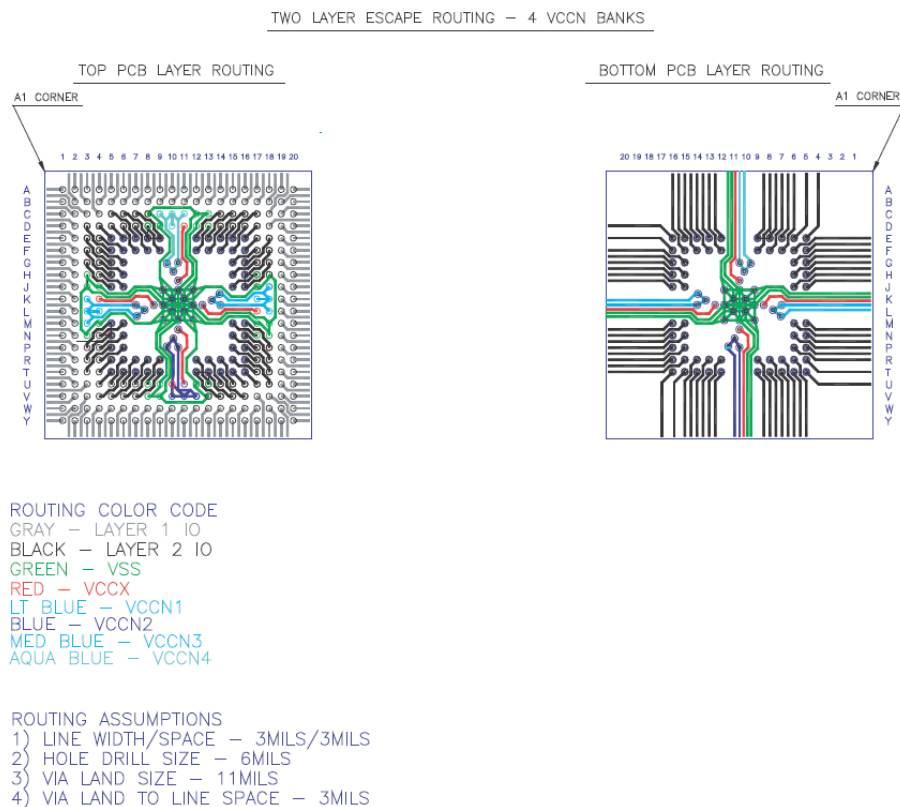 TWO LAYER ESCAPE ROUTING – 4 VCCN BANKS
TOP PCB LAYER ROUTING
BOTTOM PCB LAYER ROUTING
A1 CORNER
A1 CORNER
1 2 3 4 5 6 7 8 9 10 11 12 13 14 15 16 17 18 19 20
20 19 18 17 16 15 14 13 12 11 10 9 8 7 6 5 4 3 2 1
A
B
C
D
E
F
G
H
J
K
L
M
N
P
R
T
U
V
W
Y
A
B
C
D
E
F
G
H
J
K
L
M
N
P
R
T
U
V
W
Y
ROUTING COLOR CODE
GRAY – LAYER 1 IO
BLACK – LAYER 2 IO
GREEN – VSS
RED – VCCX
LT BLUE – VCCN1
BLUE – VCCN2
MED BLUE – VCCN3
AQUA BLUE – VCCN4
ROUTING ASSUMPTIONS
1) LINE WIDTH/SPACE – 3MILS/3MILS
2) HOLE DRILL SIZE – 6MILS
3) VIA LAND SIZE – 11MILS
4) VIA LAND TO LINE SPACE – 3MILS